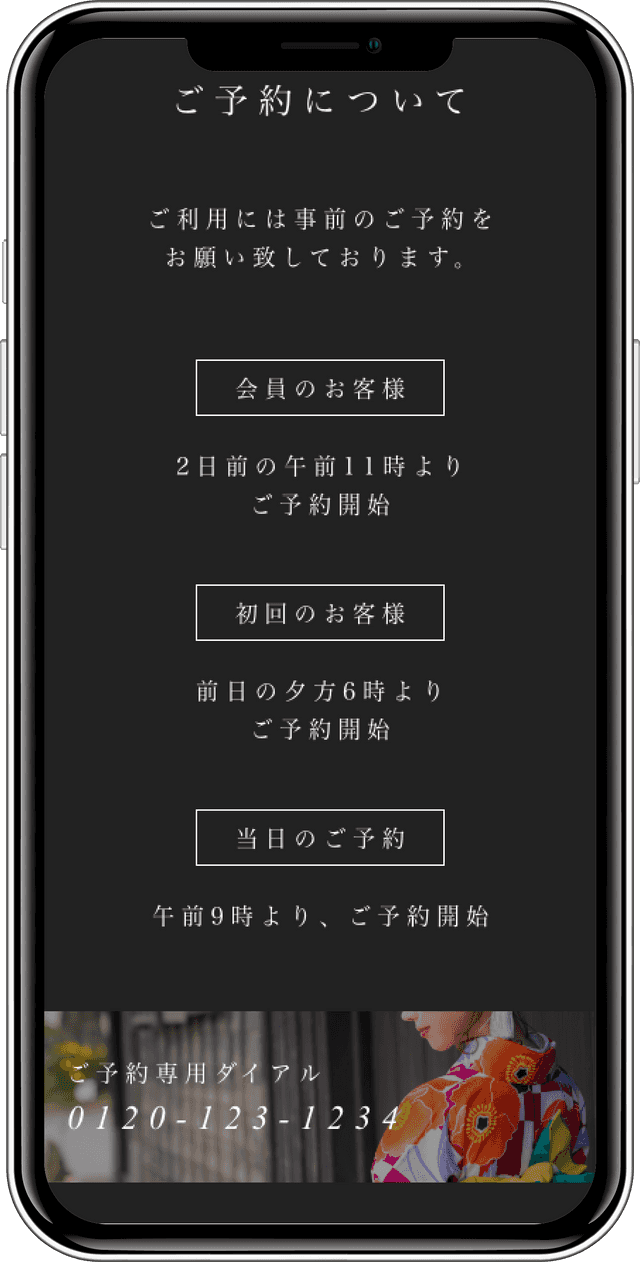 ご予約について
ご利用には事前のご予約を
お願い致しております。
会員のお客様
2日前の午前11時より
ご予約開始
初回のお客様
前日の夕方6時より
ご予約開始
当日のご予約
午前9時より、ご予約開始
ご予約専用ダイアル
0120-123-1234